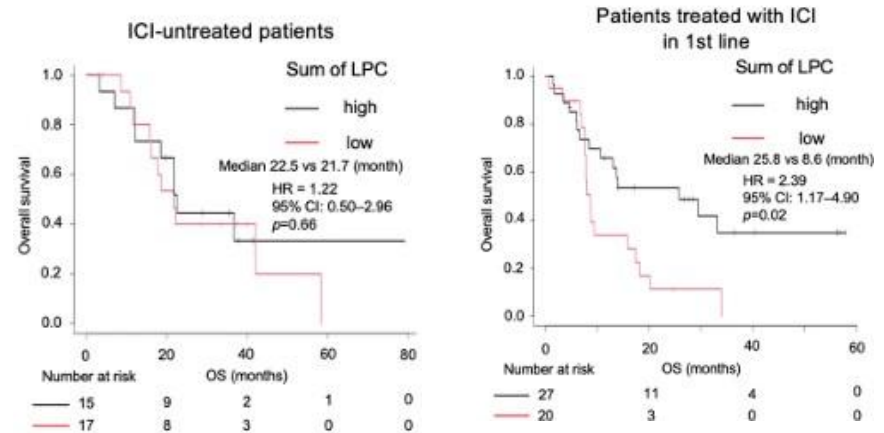 ICI-untreated patients
Sum of LPC
high
low
Median 22.5 vs 21.7 (month)
HR = 1.22
95% CI: 0.50–2.96
p=0.66
Overall survival
1.0
0.8
0.6
0.4
0.2
0.0
0 20 40 60 80
OS (months)
Number at risk
15 9 2 1 0
17 8 3 0 0
Patients treated with ICI
in 1st line
Sum of LPC
high
low
Median 25.8 vs 8.6 (month)
HR = 2.39
95% CI: 1.17–4.90
p=0.02
Overall survival
1.0
0.8
0.6
0.4
0.2
0.0
0 20 40 60
OS (months)
Number at risk
27 11 4 0
20 3 0 0